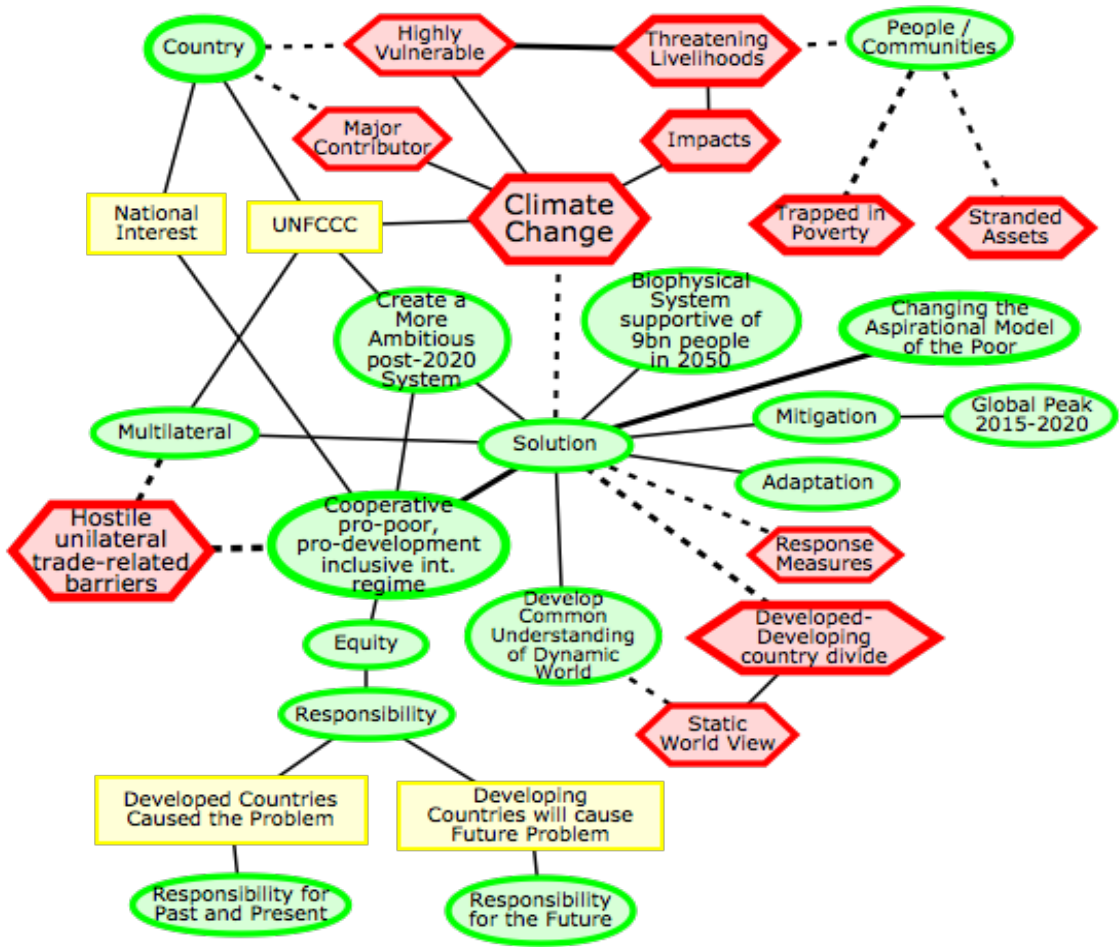 Country
Highly
Vulnerable
Threatening
Livelihoods
People /
Communities
Major
Contributor
Impacts
National
Interest
UNFCCC
Climate
Change
Trapped in
Poverty
Stranded
Assets
Create a
More
Ambitious
post-2020
System
Biophysical
System
supportive of
9bn people
in 2050
Changing the
Aspirational Model
of the Poor
Multilateral
Solution
Mitigation
Global Peak
2015-2020
Adaptation
Hostile
unilateral
trade-related
barriers
Cooperative
pro-poor,
pro-development
inclusive int.
regime
Response
Measures
Equity
Develop
Common
Understanding
of Dynamic
World
Developed-
Developing
country divide
Responsibility
Static
World View
Developed Countries
Caused the Problem
Developing
Countries will cause
Future Problem
Responsibility for
Past and Present
Responsibility
for the Future